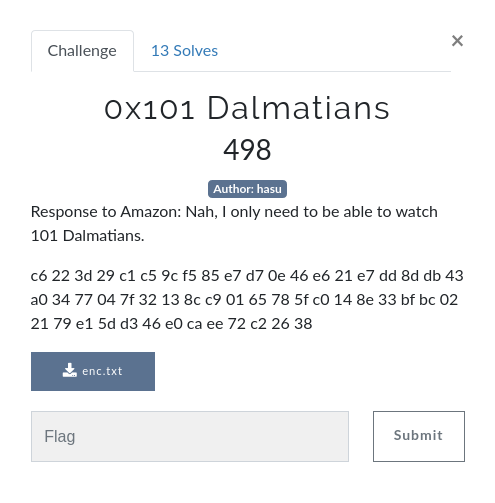 Challenge
13 Solves
×
0x101 Dalmatians
498
Author: hasu
Response to Amazon: Nah, I only need to be able to watch
101 Dalmatians.
c6 22 3d 29 c1 c5 9c f5 85 e7 d7 0e 46 e6 21 e7 dd 8d db 43
a0 34 77 04 7f 32 13 8c c9 01 65 78 5f c0 14 8e 33 bf bc 02
21 79 e1 5d d3 46 e0 ca ee 72 c2 26 38
enc.txt
Flag
Submit